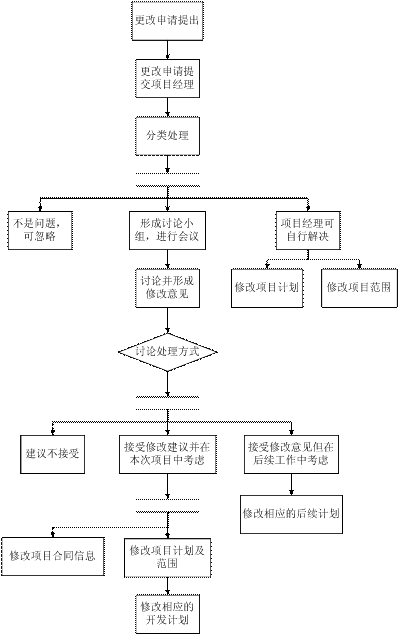 更改申请提出
更改申请提
交项目经理
分类处理
不是问题，
可忽略
形成讨论小
组，进行会议
项目经理可
自行解决
讨论并形成
修改意见
修改项目计划
修改项目范围
讨论处理方式
建议不接受
接受修改建议并在
本次项目中考虑
接受修改意见但在
后续工作中考虑
修改相应的后续计划
修改项目合同信息
修改项目计划及
范围
修改相应的
开发计划